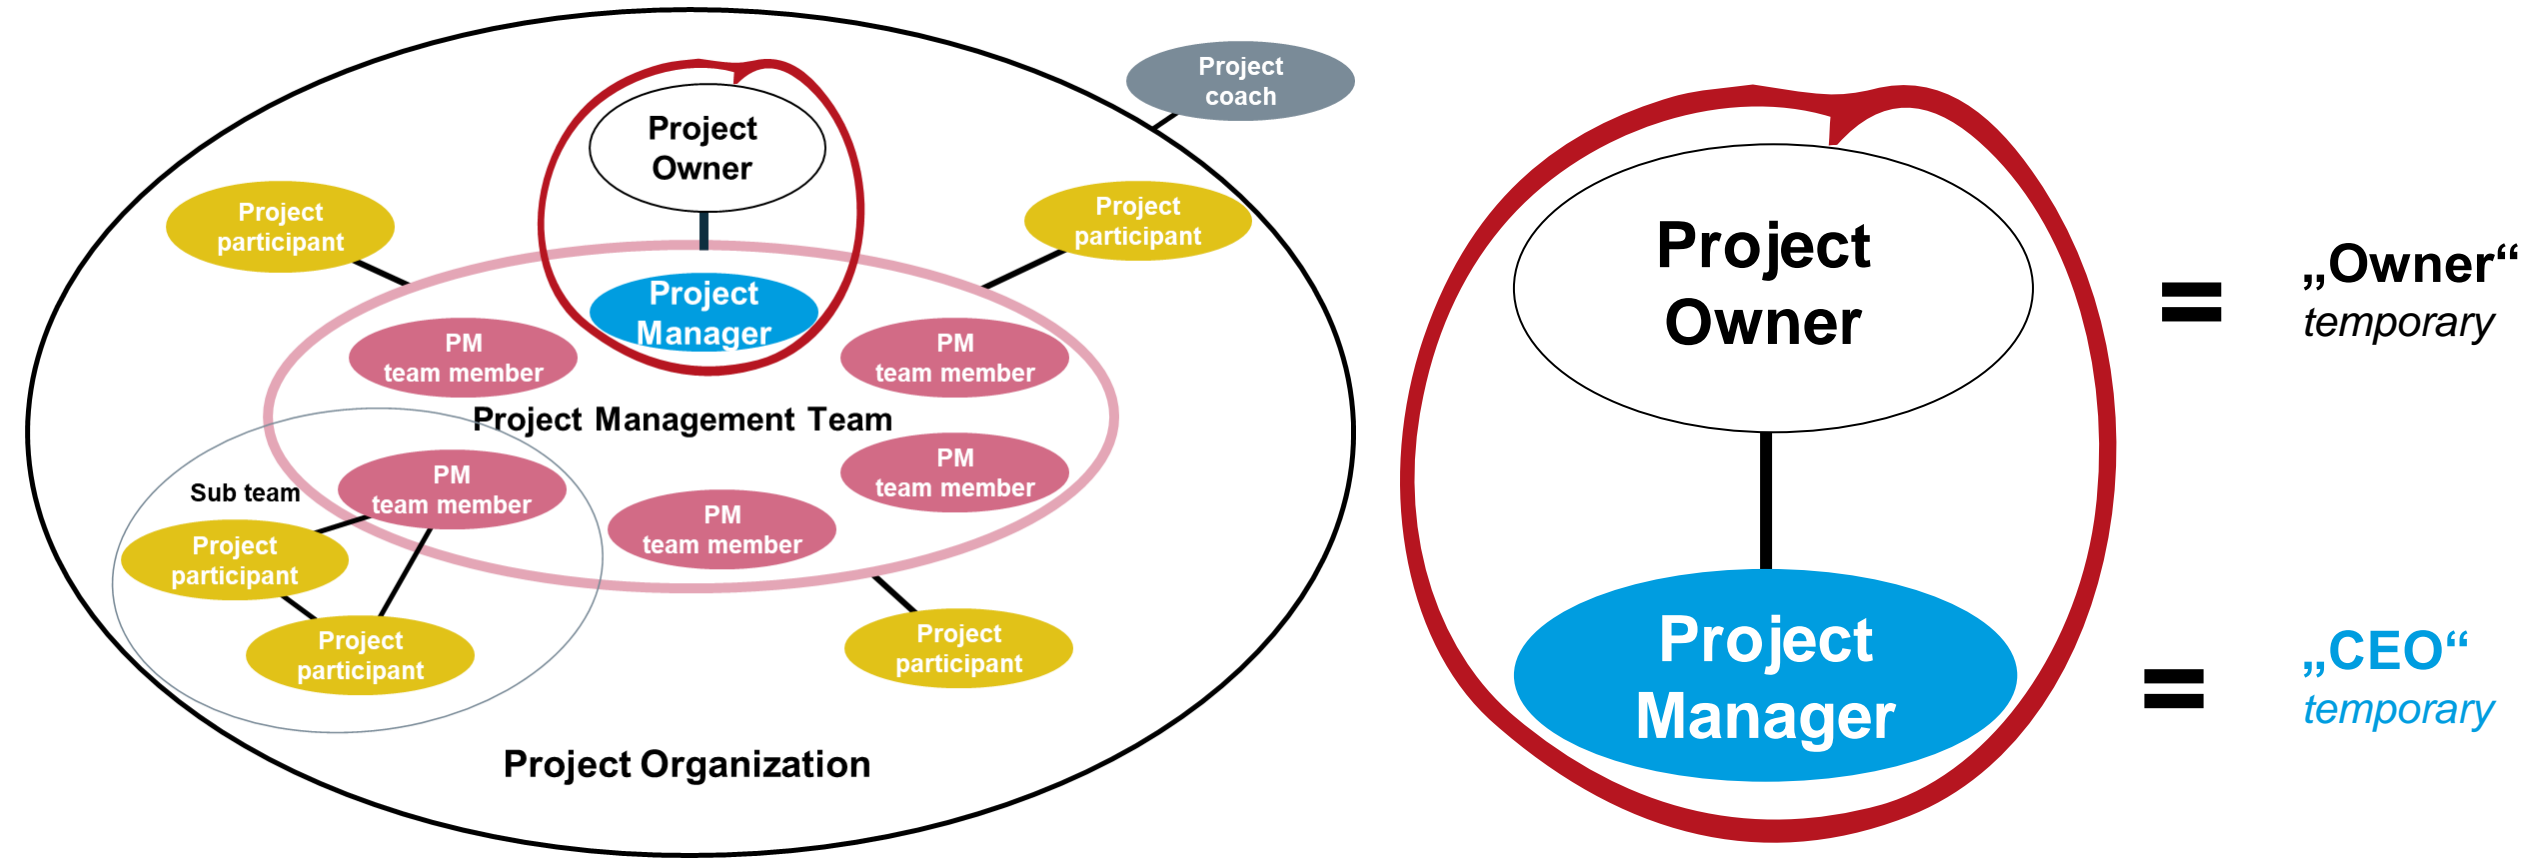 Project
coach
Project
Owner
Project
participant
Project
participant
Project
Manager
PM
team member
PM
team member
Project Management Team
PM
team member
PM
team member
Sub team
PM
team member
Project
participant
Project
participant
Project
participant
Project Organization
Project
Owner
„Owner“
temporary
=
Project
Manager
„CEO“
temporary
=